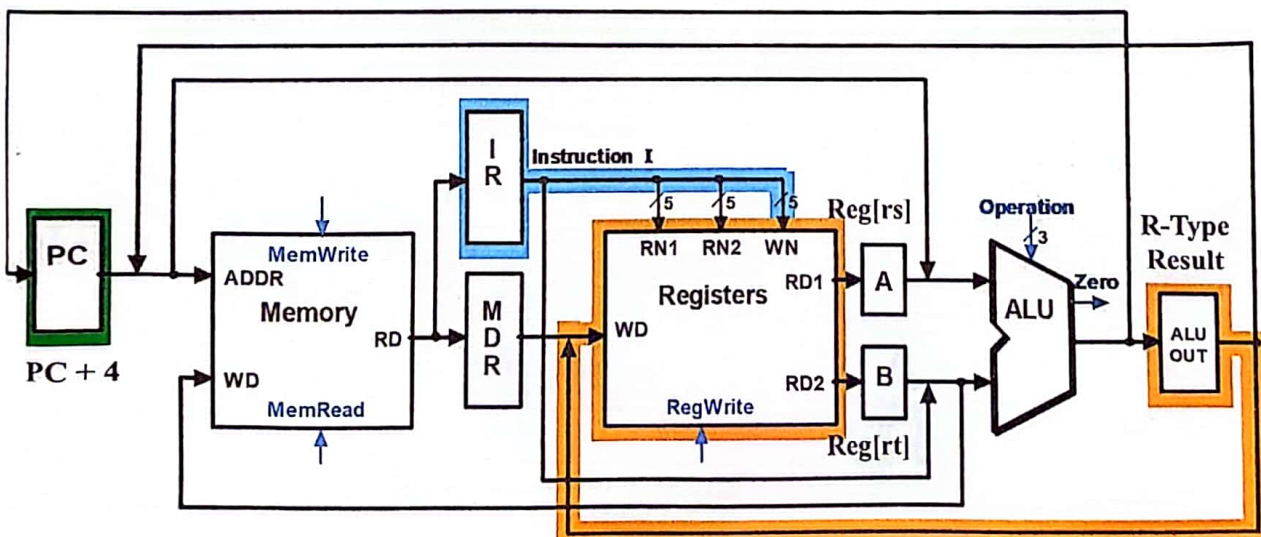 I
R
Instruction I
5
5
5
Reg[rs]
Operation
3
R-Type
Result
PC
MemWrite
RN1
RN2
WN
ADDR
RD1
A
Zero
Memory
Registers
ALU
M
D
R
RD
WD
ALU
OUT
PC + 4
WD
RD2
B
MemRead
RegWrite
Reg[rt]